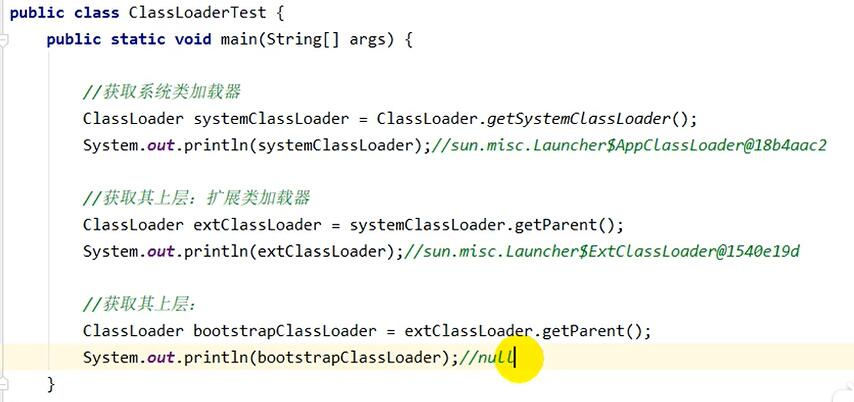 public class ClassLoaderTest {
public static void main(String[] args) {
//获取系统类加载器
ClassLoader systemClassLoader = ClassLoader.getSystemClassLoader();
System.out.println(systemClassLoader);//sun.misc.Launcher$AppClassLoader@18b4aac2
//获取其上层：扩展类加载器
ClassLoader extClassLoader = systemClassLoader.getParent();
System.out.println(extClassLoader);//sun.misc.Launcher$ExtClassLoader@1540e19d
//获取其上层：
ClassLoader bootstrapClassLoader = extClassLoader.getParent();
System.out.println(bootstrapClassLoader);//null
}